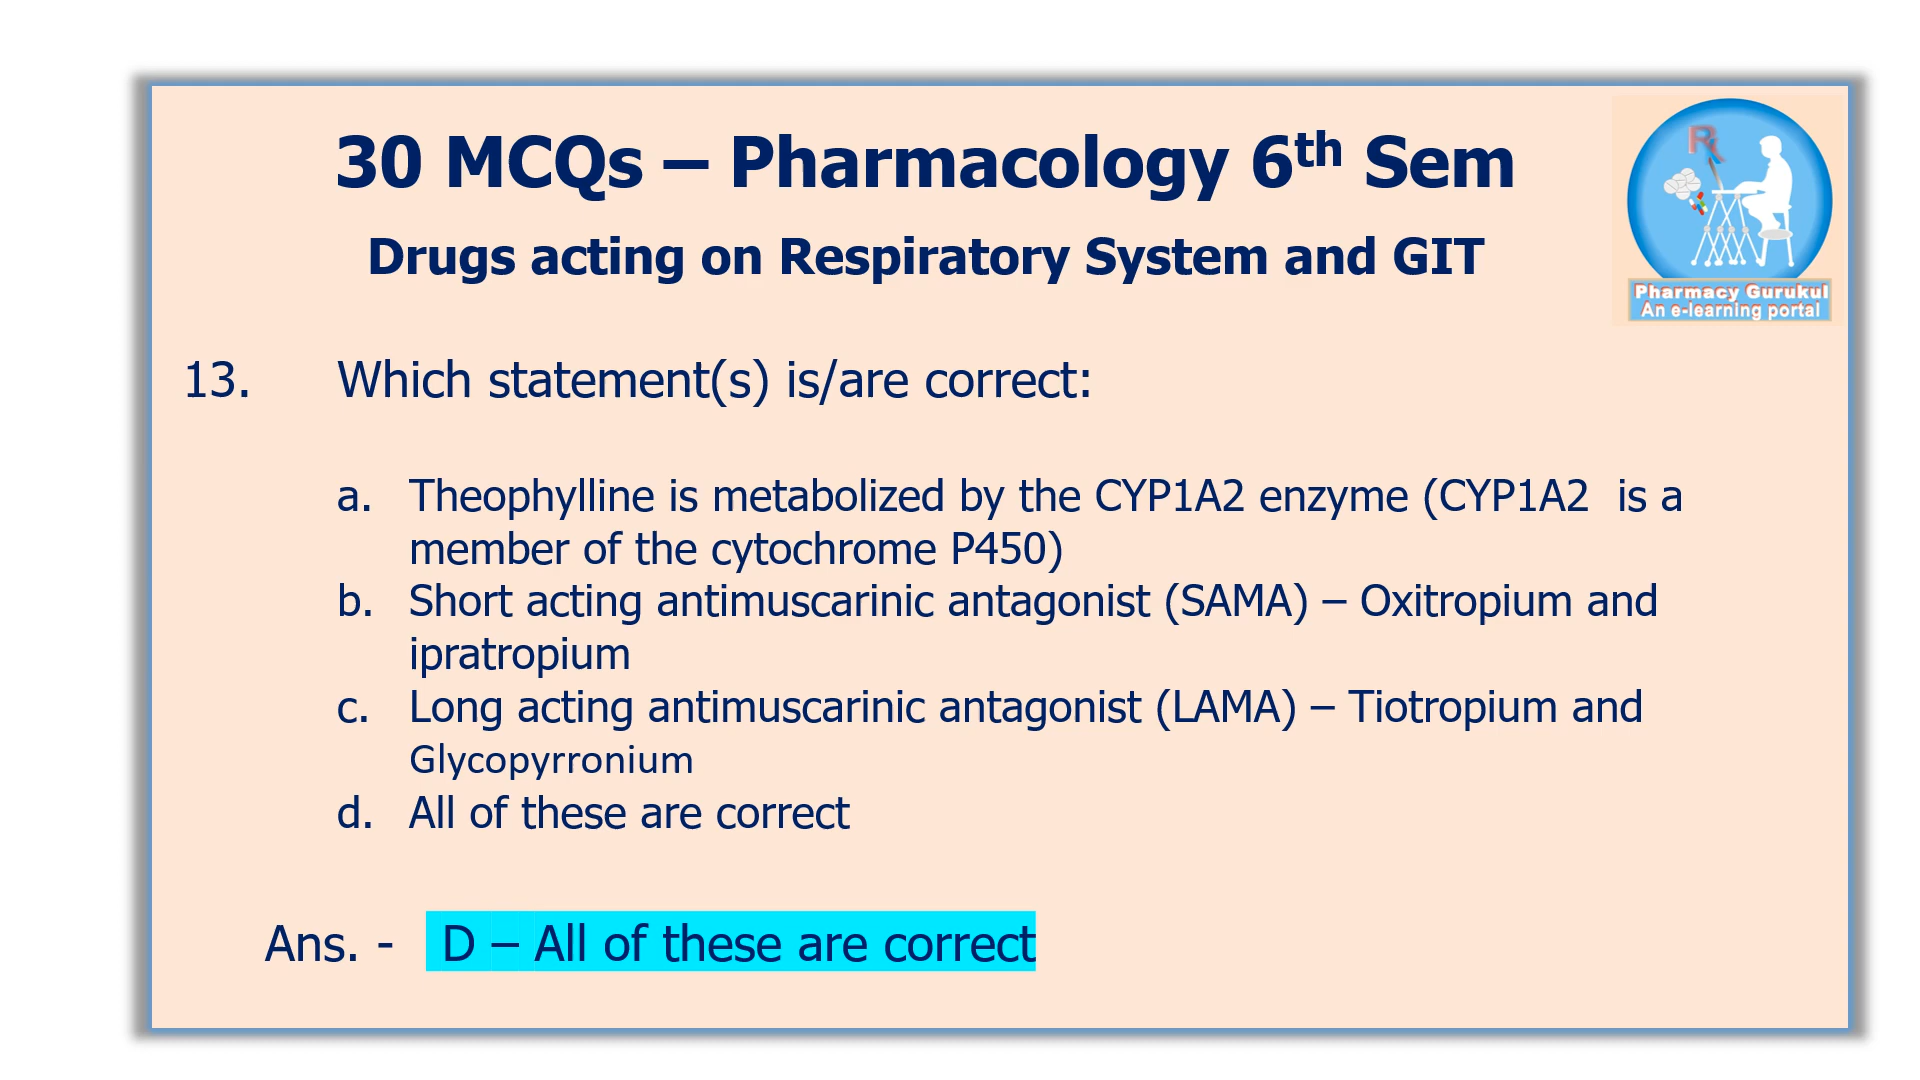 30 MCQs – Pharmacology 6th Sem
Drugs acting on Respiratory System and GIT
Rx
Pharmacy Gurukul
An e-learning portal
13. Which statement(s) is/are correct:
a. Theophylline is metabolized by the CYP1A2 enzyme (CYP1A2 is a
member of the cytochrome P450)
b. Short acting antimuscarinic antagonist (SAMA) – Oxitropium and
ipratropium
c. Long acting antimuscarinic antagonist (LAMA) – Tiotropium and
Glycopyrronium
d. All of these are correct
Ans. - D – All of these are correct